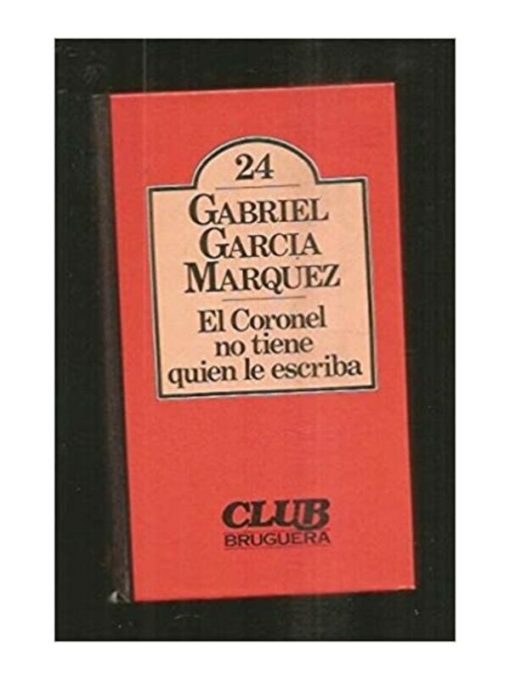 24
GABRIEL
GARCIA
MARQUEZ
El Coronel
no tiene
quien le escriba
CLUB
BRUGUERA